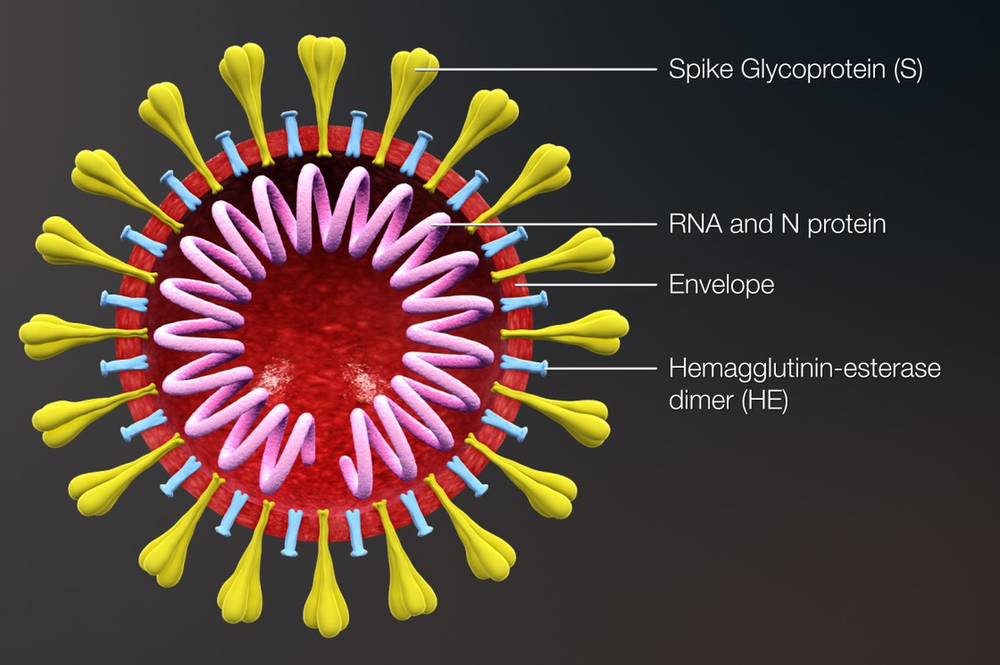 Spike Glycoprotein (S)
RNA and N protein
Envelope
Hemagglutinin-esterase
dimer (HE)